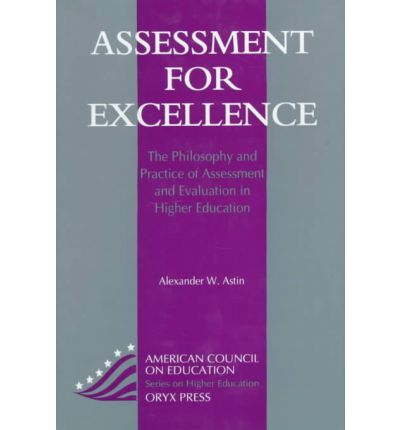 ASSESSMENT
FOR
EXCELLENCE
The Philosophy and
Practice of Assessment
and Evaluation in
Higher Education
Alexander W. Astin
AMERICAN COUNCIL
ON EDUCATION
Series on Higher Education
ORYX PRESS